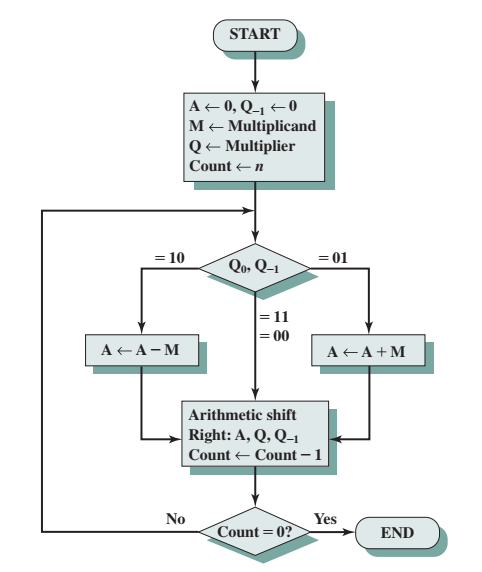 START
A ← 0, Q₋₁ ← 0
M ← Multiplicand
Q ← Multiplier
Count ← n
= 10
Q₀, Q₋₁
= 01
= 11
= 00
A ← A − M
A ← A + M
Arithmetic shift
Right: A, Q, Q₋₁
Count ← Count − 1
No
Count = 0?
Yes
END